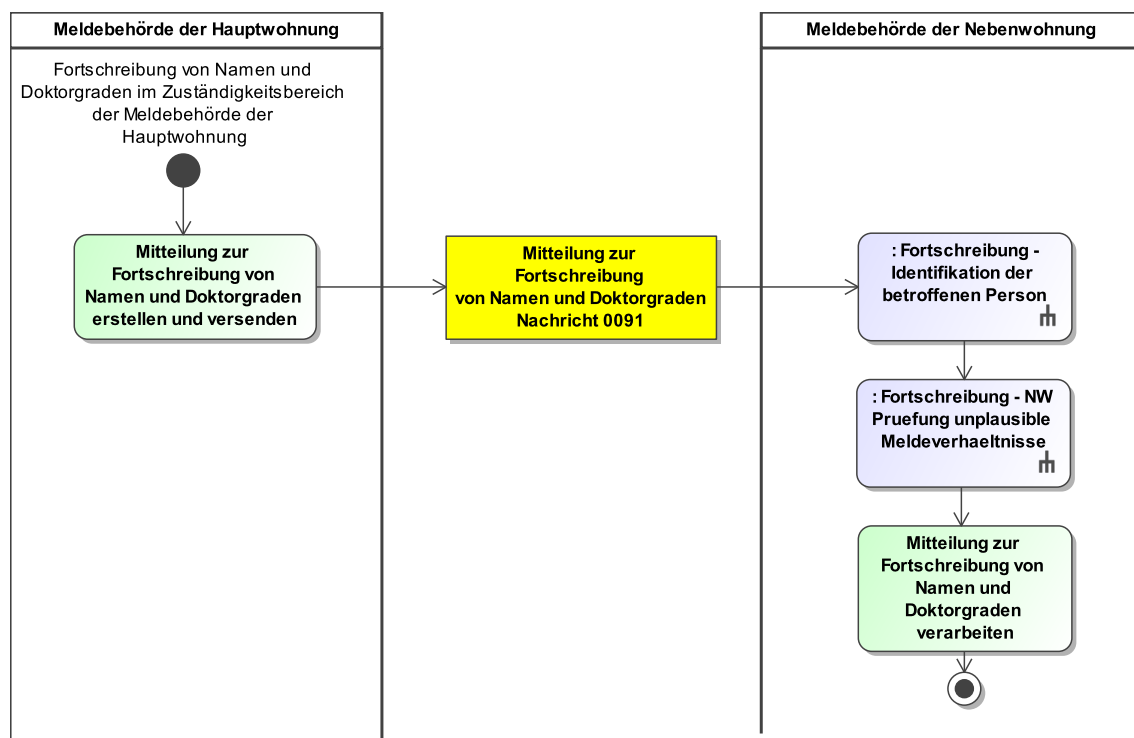 Meldebehörde der Hauptwohnung
Fortschreibung von Namen und
Doktorgraden im Zuständigkeitsbereich
der Meldebehörde der
Hauptwohnung
Mitteilung zur
Fortschreibung von
Namen und Doktorgraden
erstellen und versenden
Mitteilung zur
Fortschreibung
von Namen und Doktorgraden
Nachricht 0091
Meldebehörde der Nebenwohnung
: Fortschreibung -
Identifikation der
betroffenen Person
: Fortschreibung - NW
Pruefung unplausible
Meldeverhaeltnisse
Mitteilung zur
Fortschreibung von
Namen und
Doktorgraden
verarbeiten